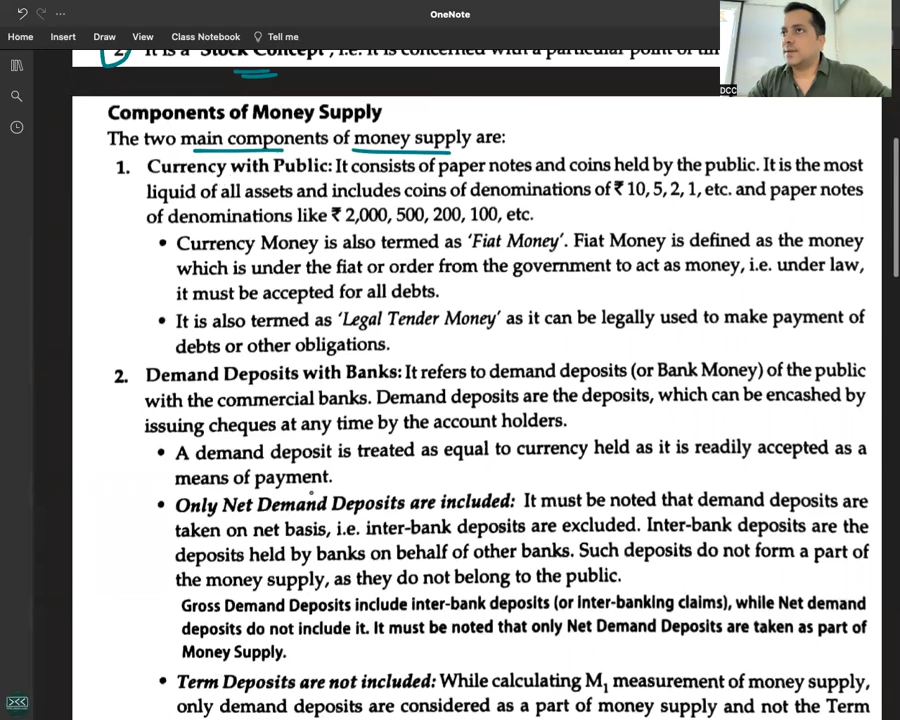 OneNote
Home Insert Draw View Class Notebook Tell me
2. It is a 'Stock Concept', i.e. it is concerned with a particular point of
DCC
Components of Money Supply
The two main components of money supply are:
1. Currency with Public: It consists of paper notes and coins held by the public. It is the most
liquid of all assets and includes coins of denominations of ₹ 10, 5, 2, 1, etc. and paper notes
of denominations like ₹ 2,000, 500, 200, 100, etc.
• Currency Money is also termed as 'Fiat Money'. Fiat Money is defined as the money
which is under the fiat or order from the government to act as money, i.e. under law,
it must be accepted for all debts.
• It is also termed as 'Legal Tender Money' as it can be legally used to make payment of
debts or other obligations.
2. Demand Deposits with Banks: It refers to demand deposits (or Bank Money) of the public
with the commercial banks. Demand deposits are the deposits, which can be encashed by
issuing cheques at any time by the account holders.
• A demand deposit is treated as equal to currency held as it is readily accepted as a
means of payment.
• Only Net Demand Deposits are included: It must be noted that demand deposits are
taken on net basis, i.e. inter-bank deposits are excluded. Inter-bank deposits are the
deposits held by banks on behalf of other banks. Such deposits do not form a part of
the money supply, as they do not belong to the public.
Gross Demand Deposits include inter-bank deposits (or inter-banking claims), while Net demand
deposits do not include it. It must be noted that only Net Demand Deposits are taken as part of
Money Supply.
• Term Deposits are not included: While calculating M₁ measurement of money supply,
only demand deposits are considered as a part of money supply and not the Term